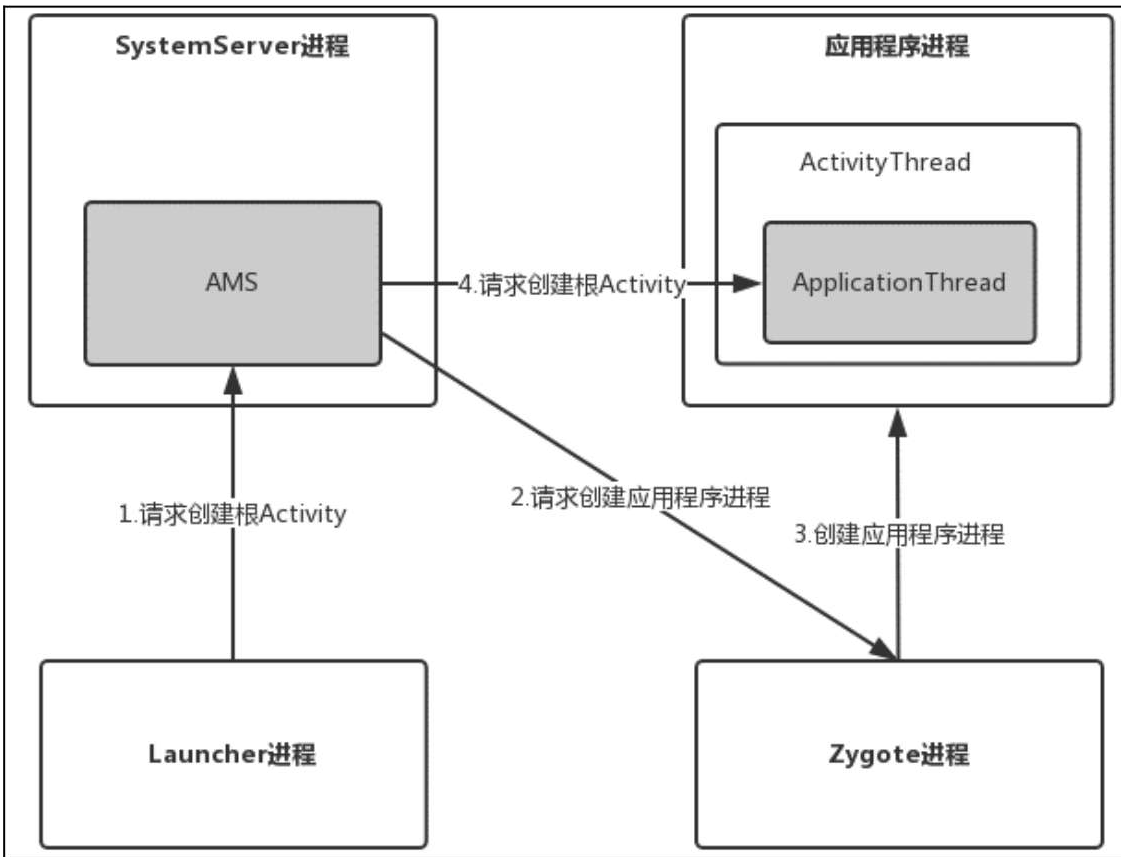 SystemServer进程
应用程序进程
ActivityThread
AMS
4.请求创建根Activity
ApplicationThread
1.请求创建根Activity
2.请求创建应用程序进程
3.创建应用程序进程
Launcher进程
Zygote进程